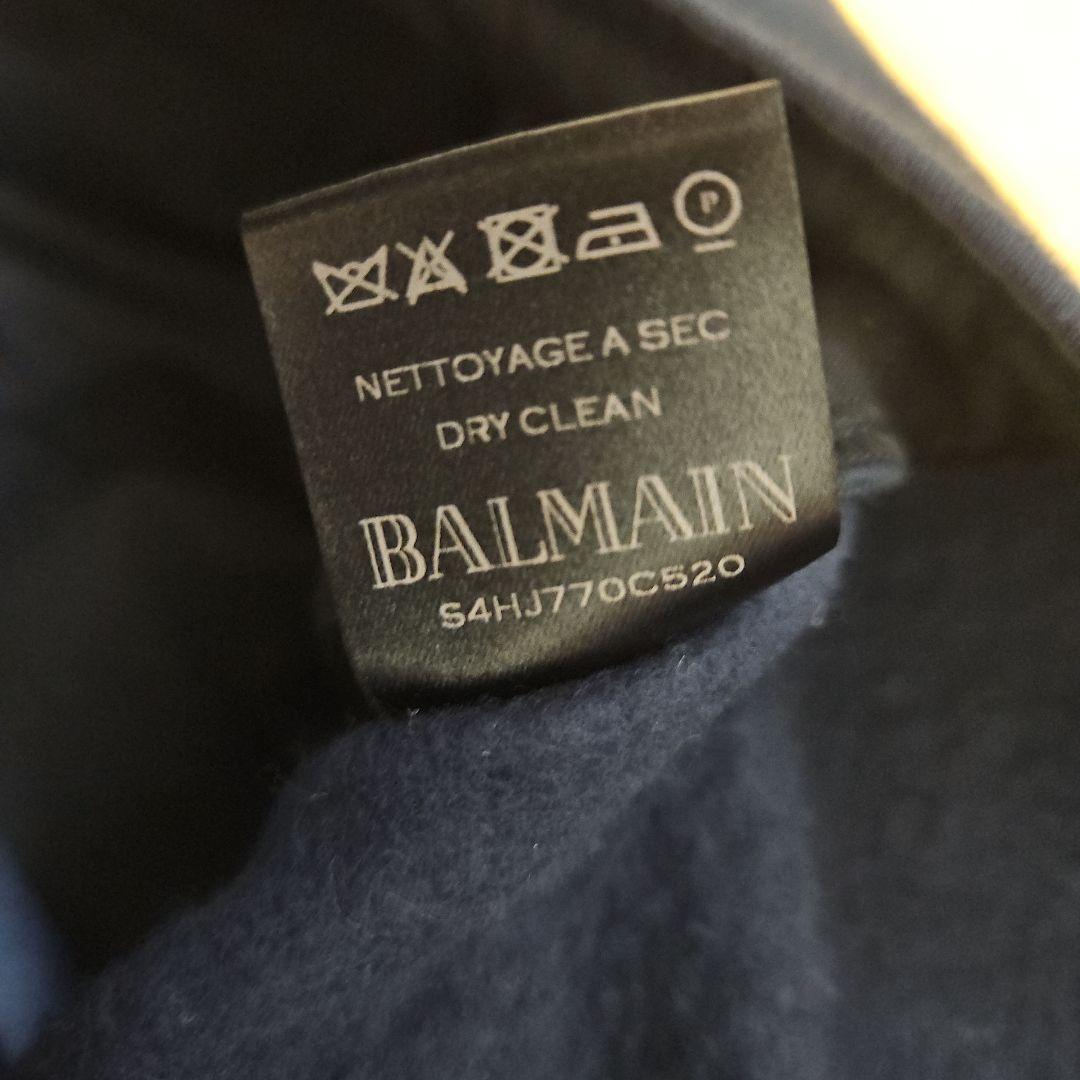 P
NETTOYAGE A SEC
DRY CLEAN
BALMAIN
S4HJ770C520